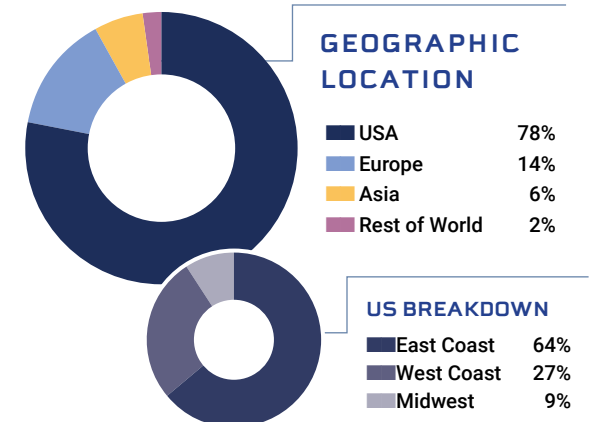 GEOGRAPHIC
LOCATION
USA 78%
Europe 14%
Asia 6%
Rest of World 2%
US BREAKDOWN
East Coast 64%
West Coast 27%
Midwest 9%